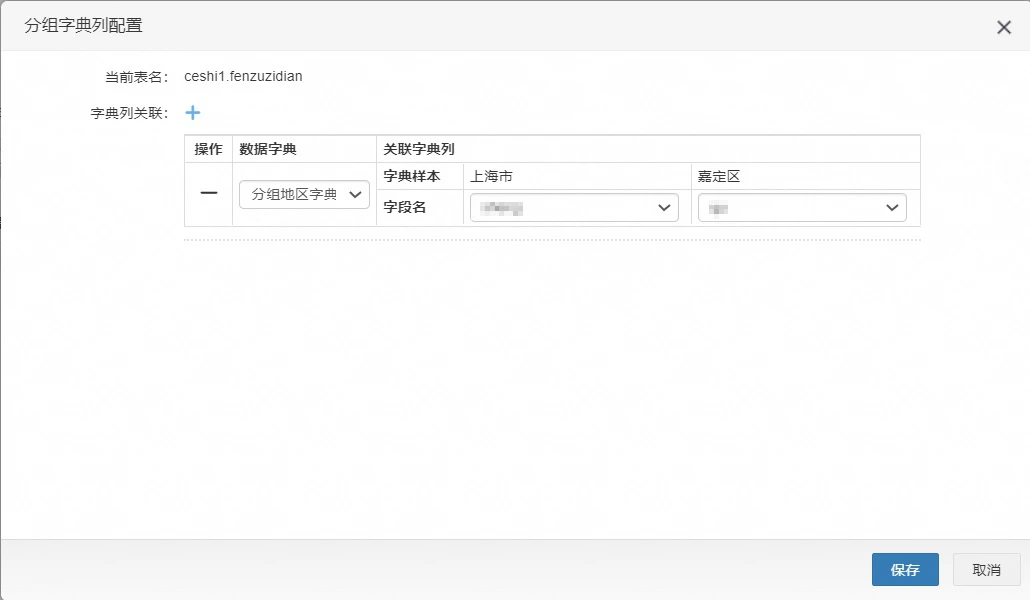 分组字典列配置
当前表名： ceshi1.fenzuzidian
字典列关联：
操作 数据字典 关联字典列
分组地区字典 字典样本 上海市 嘉定区
字段名
保存 取消